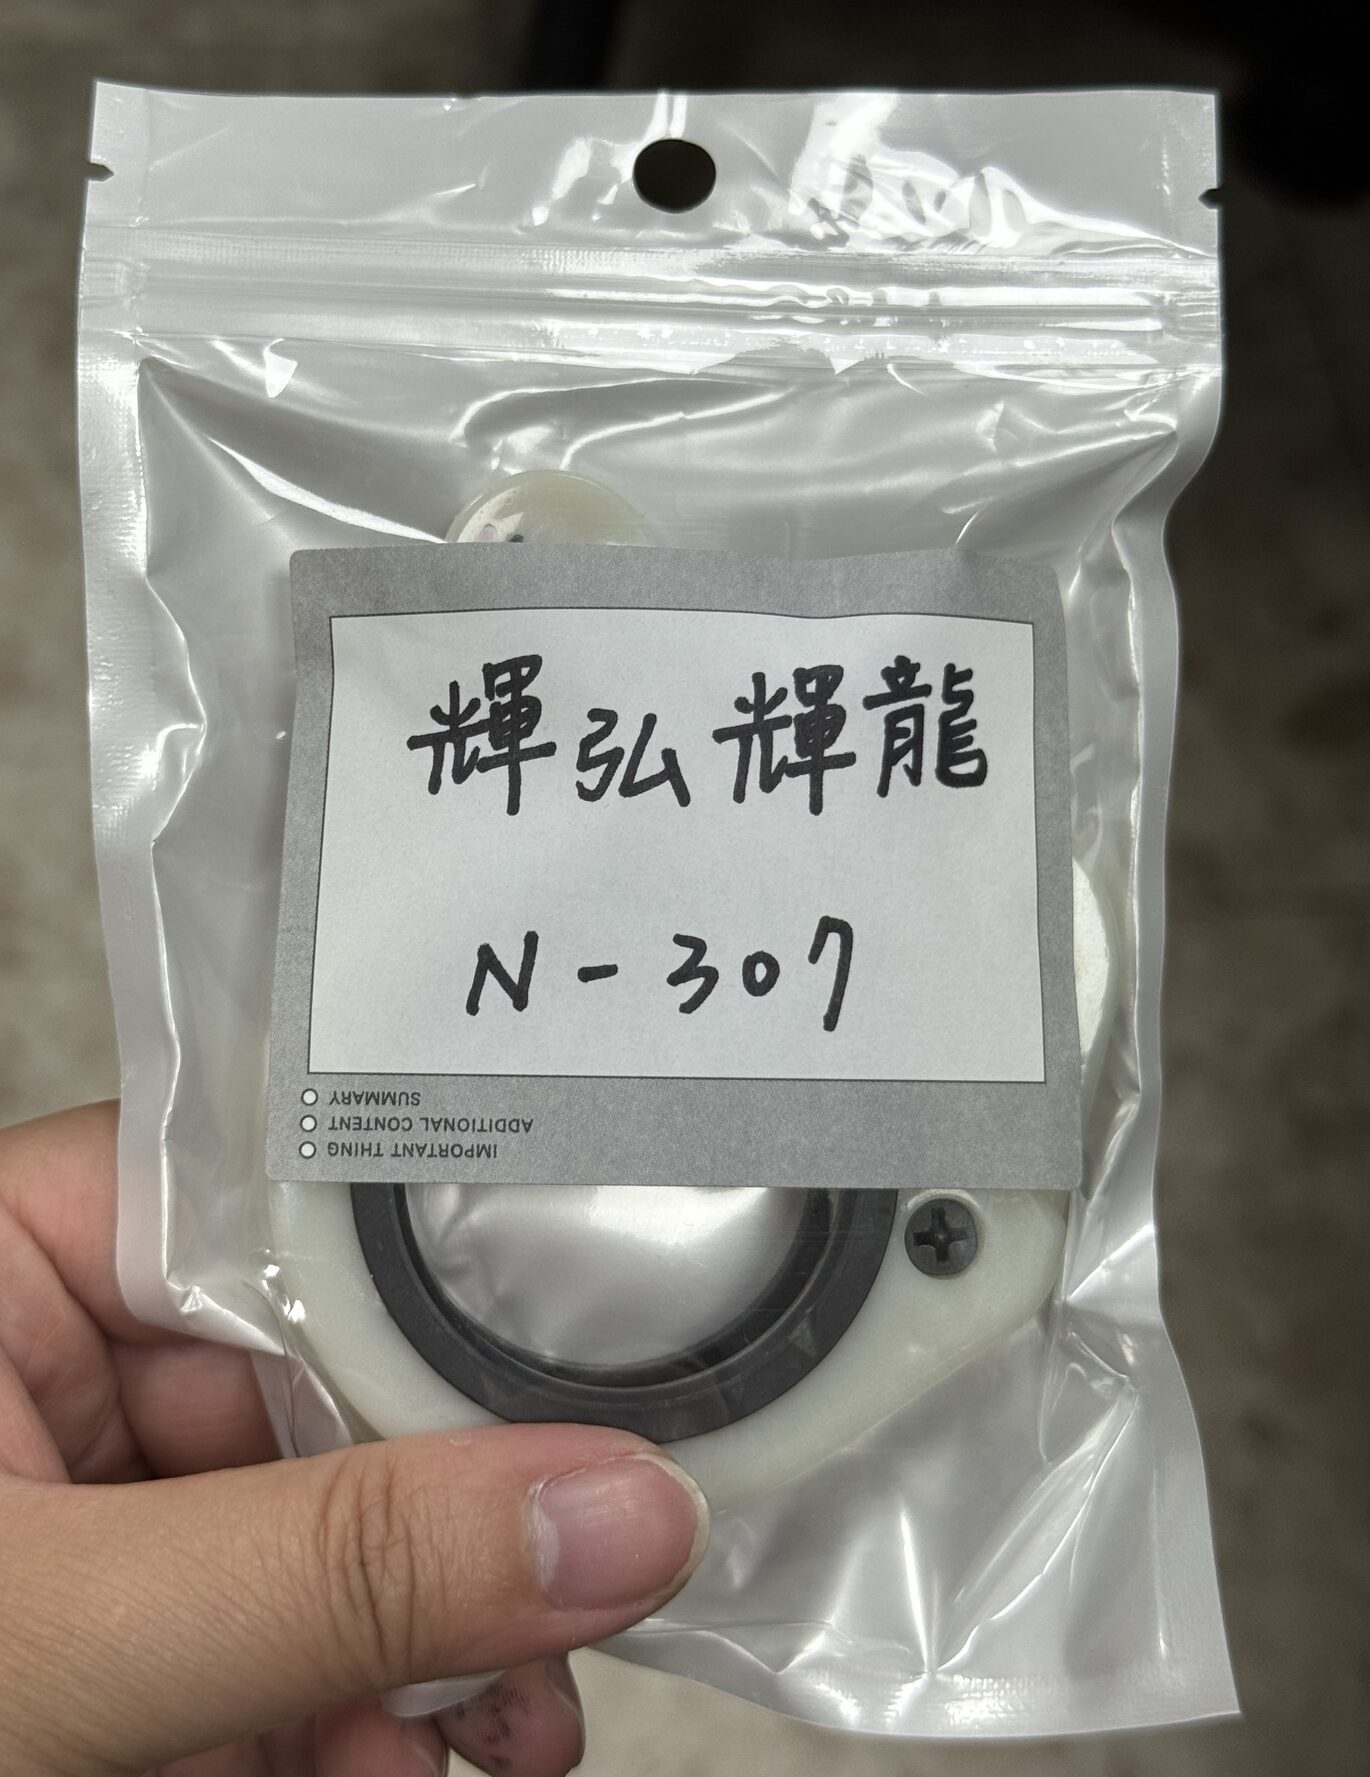 輝弘輝龍
N-307
SUMMARY
ADDITIONAL CONTENT
IMPORTANT THING